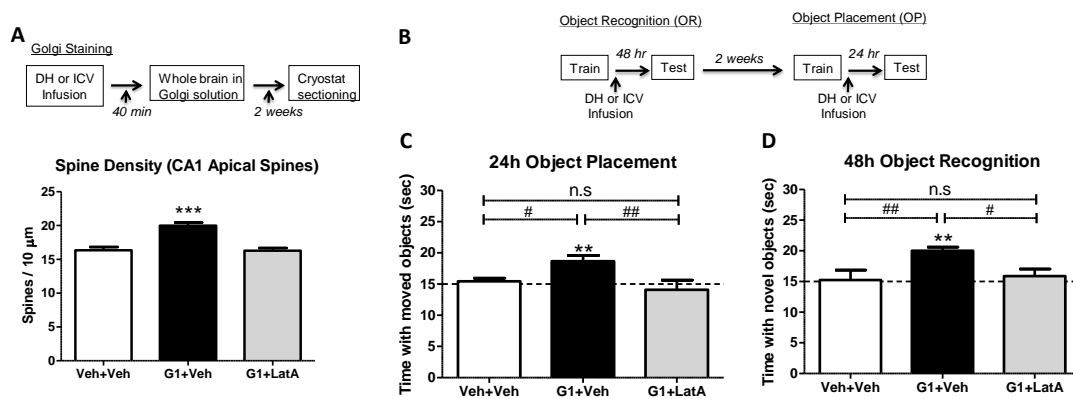 A
Golgi Staining
DH or ICV
Infusion
Whole brain in
Golgi solution
Cryostat
sectioning
40 min
2 weeks
Spine Density (CA1 Apical Spines)
***
Spines / 10 μm
25
20
15
10
5
0
Veh+Veh
G1+Veh
G1+LatA
B
Object Recognition (OR)
Object Placement (OP)
Train
48 hr
Test
2 weeks
Train
24 hr
Test
DH or ICV
Infusion
DH or ICV
Infusion
C
24h Object Placement
n.s
#
##
**
Time with moved objects (sec)
30
25
20
15
10
5
0
Veh+Veh
G1+Veh
G1+LatA
D
48h Object Recognition
n.s
##
#
**
Time with novel objects (sec)
30
25
20
15
10
5
0
Veh+Veh
G1+Veh
G1+LatA